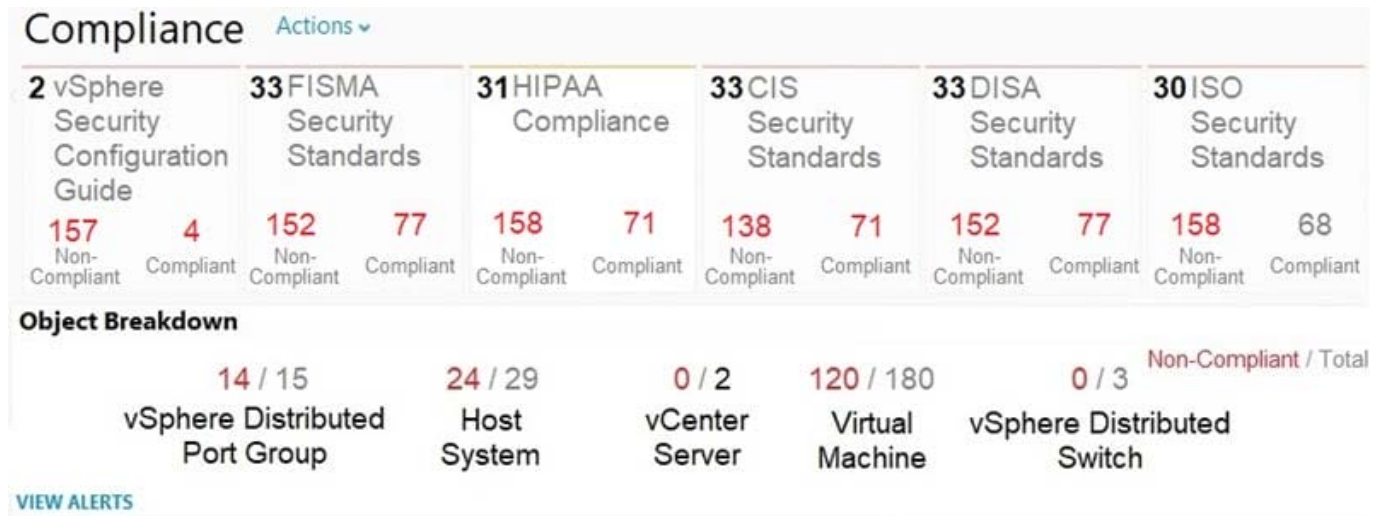 Compliance Actions
2 vSphere Security Configuration Guide
157 Non-Compliant 4 Compliant
33 FISMA Security Standards
152 Non-Compliant 77 Compliant
31 HIPAA Compliance
158 Non-Compliant 71 Compliant
33 CIS Security Standards
138 Non-Compliant 71 Compliant
33 DISA Security Standards
152 Non-Compliant 77 Compliant
30 ISO Security Standards
158 Non-Compliant 68 Compliant
Object Breakdown
Non-Compliant / Total
14 / 15
vSphere Distributed
Port Group
24 / 29
Host
System
0 / 2
vCenter
Server
120 / 180
Virtual
Machine
0 / 3
vSphere Distributed
Switch
VIEW ALERTS